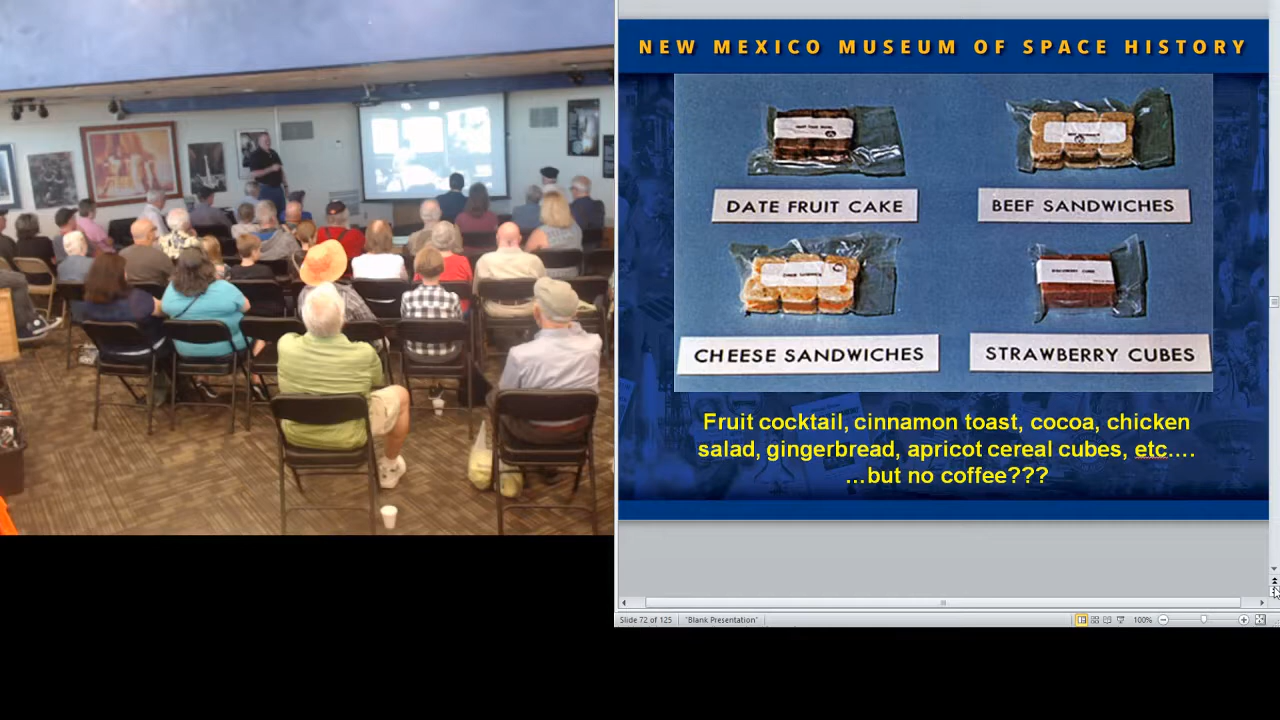 NEW MEXICO MUSEUM OF SPACE HISTORY
DATE FRUIT CAKE
BEEF SANDWICHES
CHEESE SANDWICHES
STRAWBERRY CUBES
Fruit cocktail, cinnamon toast, cocoa, chicken
salad, gingerbread, apricot cereal cubes, etc....
...but no coffee???
Slide 72 of 125
"Blank Presentation"
100%